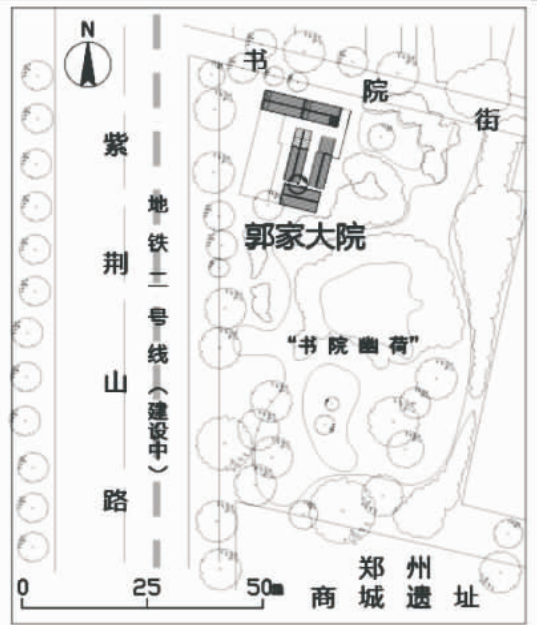 N
书院街
紫荆山路
地铁二号线(建设中)
郭家大院
“书院幽荷”
郑州
商城遗址
0 25 50m